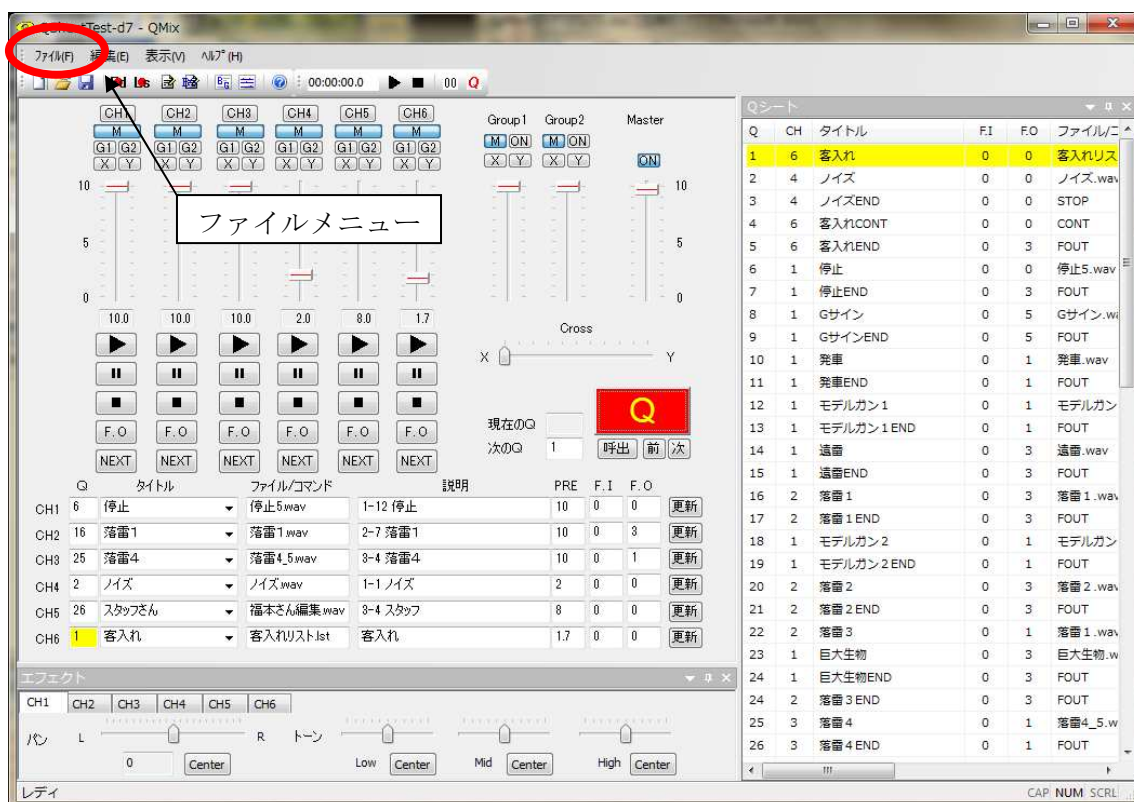 Test-d7 - QMix
ファイル(F) 編集(E) 表示(V) ヘルプ(H)
00:00:00.0 00 Q
CH1 CH2 CH3 CH4 CH5 CH6 Group1 Group2 Master
M M M M M M M ON M ON
G1 G2 G1 G2 G1 G2 G1 G2 G1 G2 G1 G2
X Y X Y X Y X Y X Y X Y X Y X Y ON
10 10
ファイルメニュー
5 5
0 0
10.0 10.0 10.0 2.0 8.0 1.7
Cross
X Y
F.O F.O F.O F.O F.O F.O
NEXT NEXT NEXT NEXT NEXT NEXT
現在のQ Q
次のQ 1 呼出 前 次
Q タイトル ファイル/コマンド 説明 PRE F.I F.O
CH1 6 停止 停止5.wav 1-12 停止 10 0 0 更新
CH2 16 落雷1 落雷1.wav 2-7 落雷1 10 0 3 更新
CH3 25 落雷4 落雷4_5.wav 3-4 落雷4 10 0 1 更新
CH4 2 ノイズ ノイズ.wav 1-1 ノイズ 2 0 0 更新
CH5 26 スタッフさん 福本さん編集.wav 3-4 スタッフ 8 0 0 更新
CH6 1 客入れ 客入れリスト.lst 客入れ 1.7 0 0 更新
エフェクト
CH1 CH2 CH3 CH4 CH5 CH6
パン L R トーン
0 Center Low Center Mid Center High Center
レディ
Qシート
Q CH タイトル F.I F.O ファイル/コ
1 6 客入れ 0 0 客入れリス
2 4 ノイズ 0 0 ノイズ.wav
3 4 ノイズEND 0 0 STOP
4 6 客入れCONT 0 0 CONT
5 6 客入れEND 0 3 FOUT
6 1 停止 0 0 停止5.wav
7 1 停止END 0 3 FOUT
8 1 Gサイン 0 5 Gサイン.wa
9 1 GサインEND 0 5 FOUT
10 1 発車 0 1 発車.wav
11 1 発車END 0 1 FOUT
12 1 モデルガン1 0 1 モデルガン
13 1 モデルガン1END 0 1 FOUT
14 1 遠雷 0 3 遠雷.wav
15 1 遠雷END 0 3 FOUT
16 2 落雷1 0 3 落雷1.wav
17 2 落雷1END 0 3 FOUT
18 1 モデルガン2 0 1 モデルガン
19 1 モデルガン2END 0 1 FOUT
20 2 落雷2 0 3 落雷2.wav
21 2 落雷2END 0 3 FOUT
22 2 落雷3 0 1 落雷1.wav
23 1 巨大生物 0 3 巨大生物.w
24 1 巨大生物END 0 3 FOUT
24 2 落雷3END 0 3 FOUT
25 3 落雷4 0 1 落雷4_5.w
26 3 落雷4END 0 1 FOUT
CAP NUM SCRL